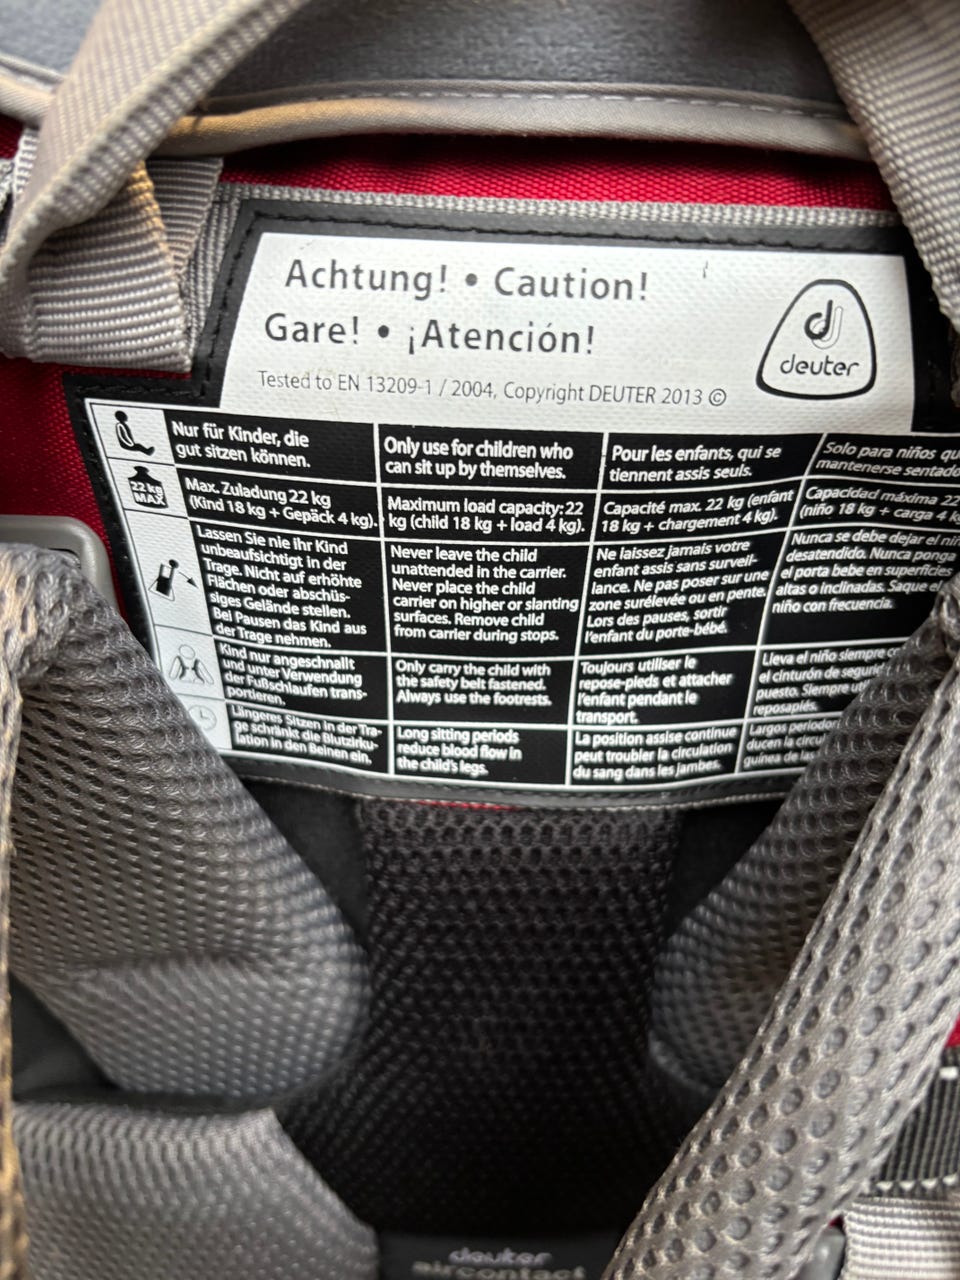 Achtung! • Caution!
Gare! • ¡Atención!
deuter
Tested to EN 13209-1 / 2004, Copyright DEUTER 2013 ©
Nur für Kinder, die
gut sitzen können.
Only use for children who
can sit up by themselves.
Pour les enfants, qui se
tiennent assis seuls.
Solo para niños
mantenerse sentado
22 kg
MAX
Max. Zuladung 22 kg
(Kind 18 kg + Gepäck 4 kg).
Maximum load capacity: 22
kg (child 18 kg + load 4 kg).
Capacité max. 22 kg (enfant
18 kg + chargement 4 kg).
Capacidad máxima 22
(niño 18 kg + carga 4
Lassen Sie nie ihr Kind
unbeaufsichtigt in der
Trage. Nicht auf erhöhte
Flächen oder abschüs-
siges Gelände stellen.
Bei Pausen das Kind aus
der Trage nehmen.
Never leave the child
unattended in the carrier.
Never place the child
carrier on higher or slanting
surfaces. Remove child
from carrier during stops.
Ne laissez jamais votre
enfant assis sans surveil-
lance. Ne pas poser sur une
zone surélevée ou en pente.
Lors des pauses, sortir
l'enfant du porte-bébé.
Nunca se debe dejar el
desatendido. Nunca ponga
el porta bebe en superficies
altas o inclinadas. Saque
niño con frecuencia.
Kind nur angeschnallt
und unter Verwendung
der Fußschlaufen trans-
portieren.
Only carry the child with
the safety belt fastened.
Always use the footrests.
Toujours utiliser le
repose-pieds et attacher
l'enfant pendant le
transport.
Lleva el niño siempre
el cinturón de
puesto. Siempre
reposapiés.
Längeres Sitzen in der Tra-
ge schränkt die Blutzirku-
lation in den Beinen ein.
Long sitting periods
reduce blood flow in
the child's legs.
La position assise continue
peut troubler la circulation
du sang dans les jambes.
Largos
ducen la
deuter
aircontact